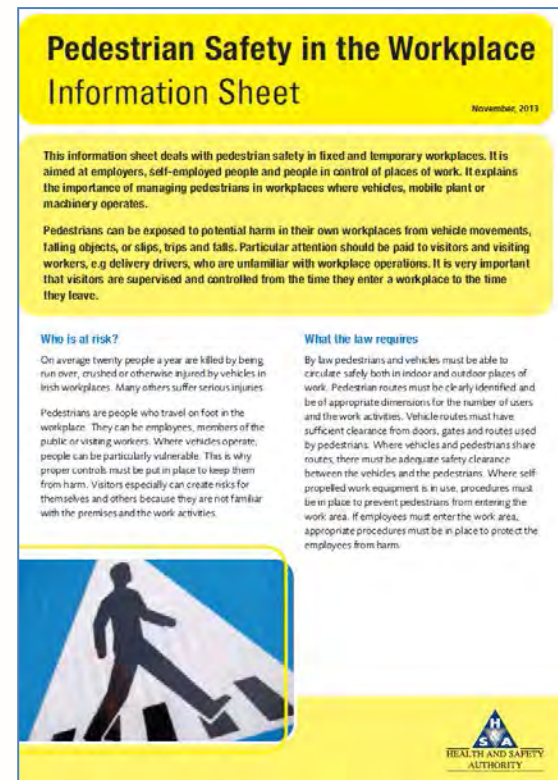 Pedestrian Safety in the Workplace
Information Sheet
November, 2013
This information sheet deals with pedestrian safety in fixed and temporary workplaces. It is
aimed at employers, self-employed people and people in control of places of work. It explains
the importance of managing pedestrians in workplaces where vehicles, mobile plant or
machinery operates.
Pedestrians can be exposed to potential harm in their own workplaces from vehicle movements,
falling objects, or slips, trips and falls. Particular attention should be paid to visitors and visiting
workers, e.g delivery drivers, who are unfamiliar with workplace operations. It is very important
that visitors are supervised and controlled from the time they enter a workplace to the time
they leave.
Who is at risk?
On average twenty people a year are killed by being
run over, crushed or otherwise injured by vehicles in
Irish workplaces. Many others suffer serious injuries.
Pedestrians are people who travel on foot in the
workplace. They can be employees, members of the
public or visiting workers. Where vehicles operate,
people can be particularly vulnerable. This is why
proper controls must be put in place to keep them
from harm. Visitors especially can create risks for
themselves and others because they are not familiar
with the premises and the work activities.
What the law requires
By law pedestrians and vehicles must be able to
circulate safely both in indoor and outdoor places of
work. Pedestrian routes must be clearly identified and
be of appropriate dimensions for the number of users
and the work activities. Vehicle routes must have
sufficient clearance from doors, gates and routes used
by pedestrians. Where vehicles and pedestrians share
routes, there must be adequate safety clearance
between the vehicles and the pedestrians. Where self-
propelled work equipment is in use, procedures must
be in place to prevent pedestrians from entering the
work area. If employees must enter the work area,
appropriate procedures must be in place to protect the
employees from harm.
H
S & A
HEALTH AND SAFETY
AUTHORITY